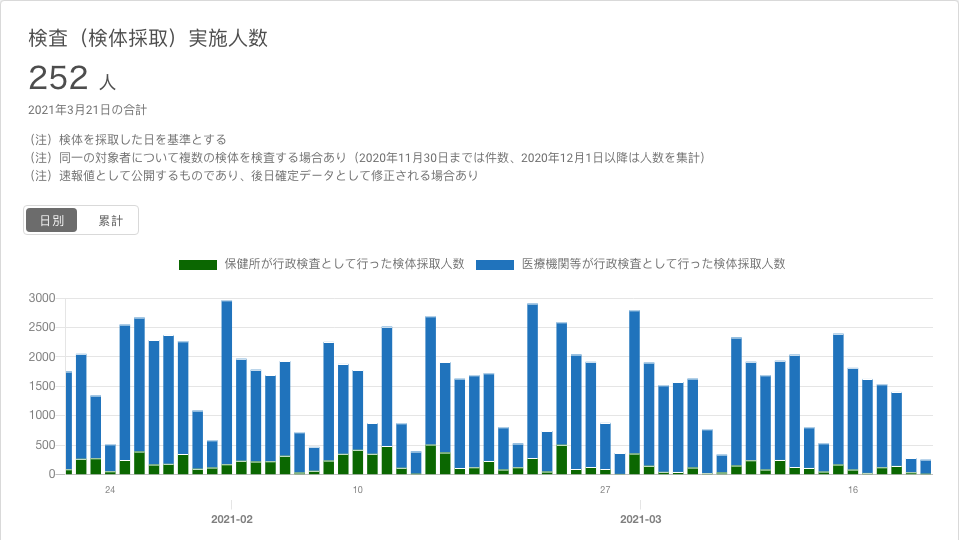 検査（検体採取）実施人数
252 人
2021年3月21日の合計
（注）検体を採取した日を基準とする
（注）同一の対象者について複数の検体を検査する場合あり（2020年11月30日までは件数、2020年12月1日以降は人数を集計）
（注）速報値として公開するものであり、後日確定データとして修正される場合あり
日別 累計
保健所が行政検査として行った検体採取人数 医療機関等が行政検査として行った検体採取人数
3000
2500
2000
1500
1000
500
0
24 10 27 16
2021-02 2021-03